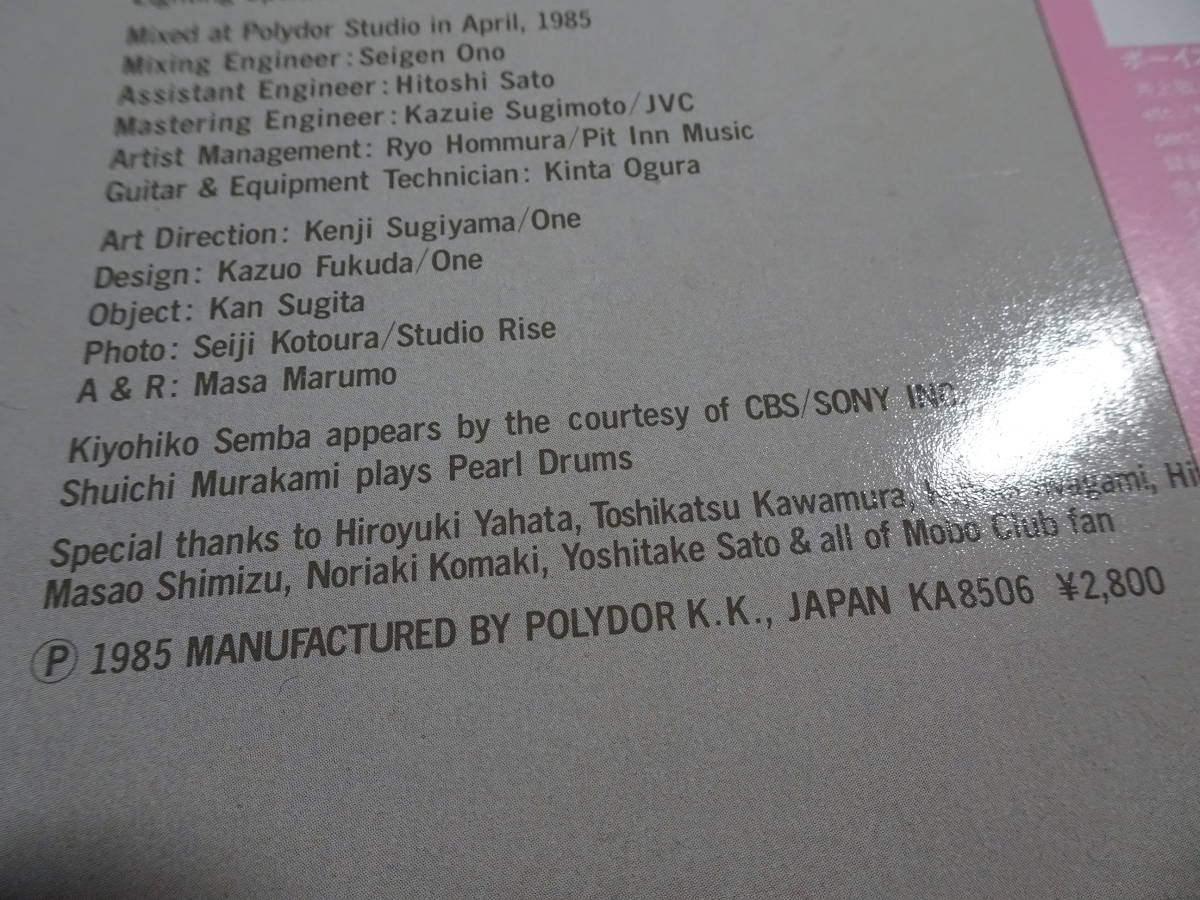 Mixed at Polydor Studio in April, 1985
Mixing Engineer: Seigen Ono
Assistant Engineer: Hitoshi Sato
Mastering Engineer: Kazuie Sugimoto/JVC
Artist Management: Ryo Hommura/Pit Inn Music
Guitar & Equipment Technician: Kinta Ogura
Art Direction: Kenji Sugiyama/One
Design: Kazuo Fukuda/One
Object: Kan Sugita
Photo: Seiji Kotoura/Studio Rise
A & R: Masa Marumo
Kiyohiko Semba appears by the courtesy of CBS/SONY INC.
Shuichi Murakami plays Pearl Drums
Special thanks to Hiroyuki Yahata, Toshikatsu Kawamura,
Masao Shimizu, Noriaki Komaki, Yoshitake Sato & all of Mobo Club fan
Ⓟ 1985 MANUFACTURED BY POLYDOR K.K., JAPAN KA8506 ¥2,800